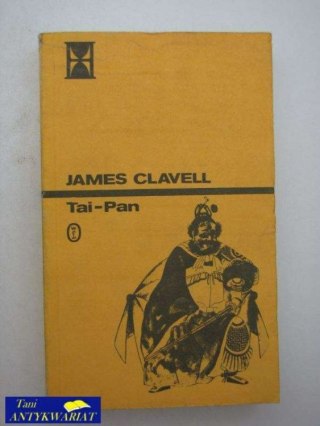 JAMES CLAVELL
Tai-Pan
Tani
ANTYKWARIAT